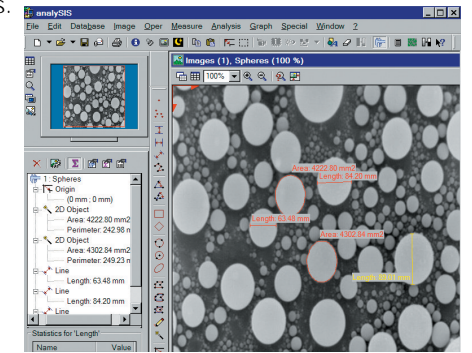 s.
analySIS
File Edit Database Image Oper Measure Analysis Graph Special Window ?
Images (1), Spheres (100 %)
100%
Area: 4222.80 mm2
Length: 84.20 mm
Length: 63.48 mm
Area: 4302.84 mm2
1: Spheres
Origin
(0 mm ; 0 mm)
2D Object
Area: 4222.80 mm2
Perimeter: 242.98 n
2D Object
Area: 4302.84 mm2
Perimeter: 249.23 n
Line
Length: 63.48 mm
Line
Length: 84.20 mm
Line
Statistics for 'Length'
Name Value